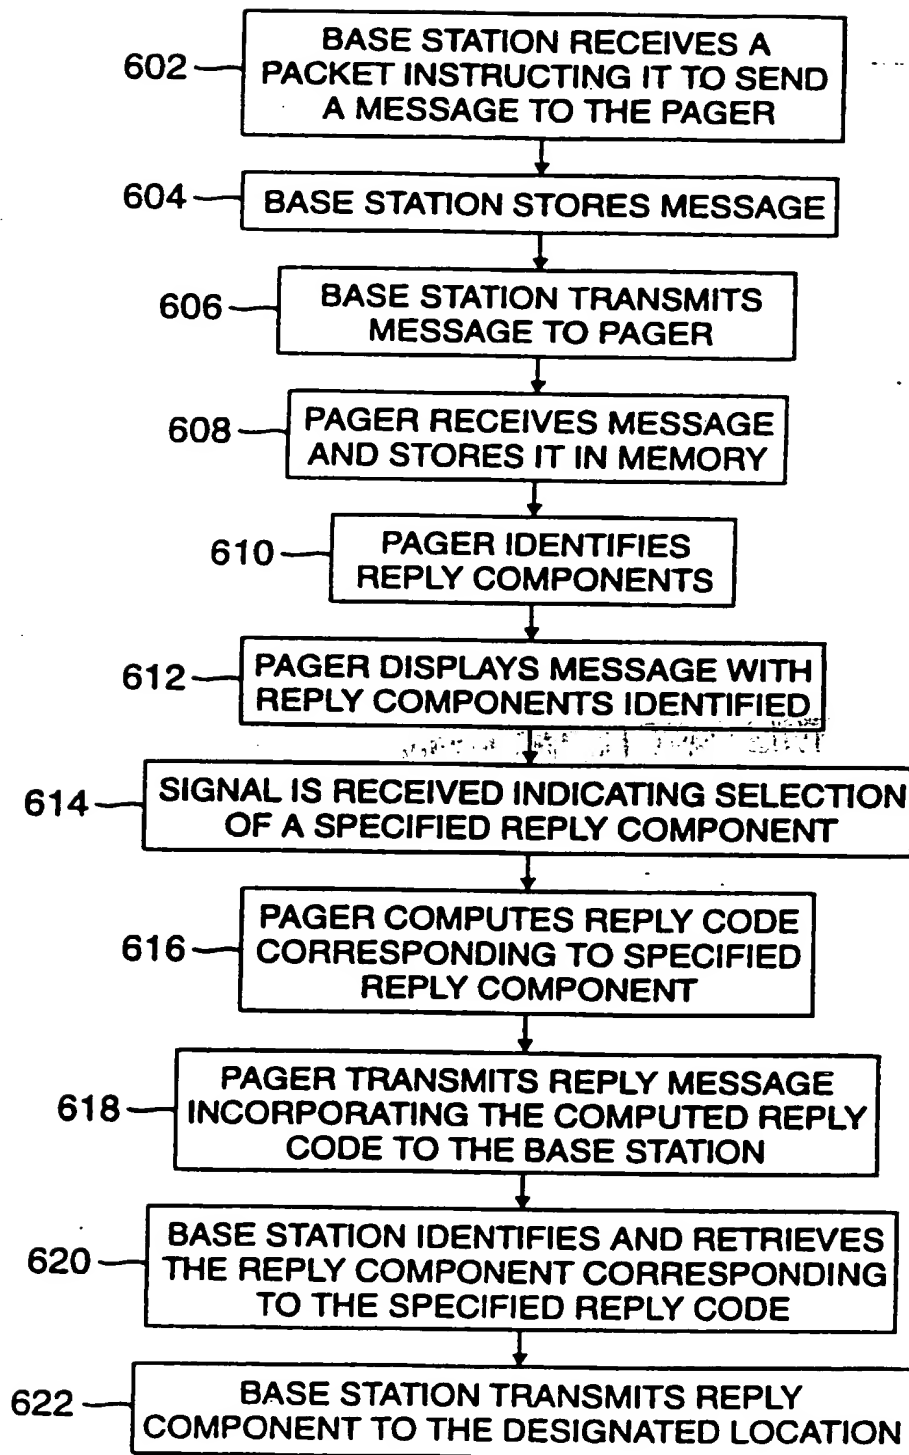 602
BASE STATION RECEIVES A
PACKET INSTRUCTING IT TO SEND
A MESSAGE TO THE PAGER
604
BASE STATION STORES MESSAGE
606
BASE STATION TRANSMITS
MESSAGE TO PAGER
608
PAGER RECEIVES MESSAGE
AND STORES IT IN MEMORY
610
PAGER IDENTIFIES
REPLY COMPONENTS
612
PAGER DISPLAYS MESSAGE WITH
REPLY COMPONENTS IDENTIFIED
614
SIGNAL IS RECEIVED INDICATING SELECTION
OF A SPECIFIED REPLY COMPONENT
616
PAGER COMPUTES REPLY CODE
CORRESPONDING TO SPECIFIED
REPLY COMPONENT
618
PAGER TRANSMITS REPLY MESSAGE
INCORPORATING THE COMPUTED REPLY
CODE TO THE BASE STATION
620
BASE STATION IDENTIFIES AND RETRIEVES
THE REPLY COMPONENT CORRESPONDING
TO THE SPECIFIED REPLY CODE
622
BASE STATION TRANSMITS REPLY
COMPONENT TO THE DESIGNATED LOCATION